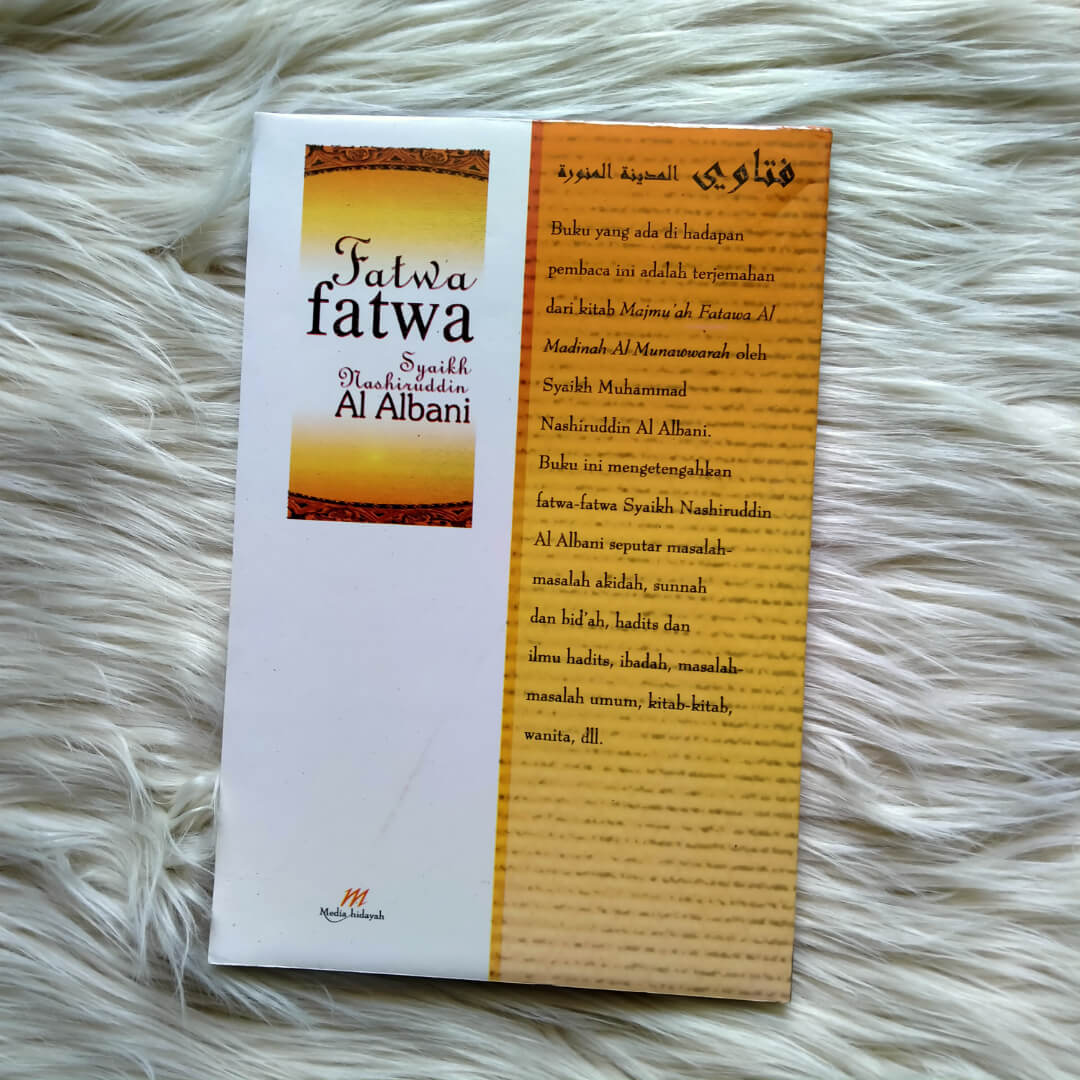 Fatwa
fatwa
Syaikh
Nashiruddin
Al Albani
فتاوي المدينة المنورة
Buku yang ada di hadapan
pembaca ini adalah terjemahan
dari kitab Majmu'ah Fatawa Al
Madinah Al Munawwarah oleh
Syaikh Muhammad
Nashiruddin Al Albani.
Buku ini mengetengahkan
fatwa-fatwa Syaikh Nashiruddin
Al Albani seputar masalah-
masalah akidah, sunnah
dan bid'ah, hadits dan
ilmu hadits, ibadah, masalah-
masalah umum, kitab-kitab,
wanita, dll.
m
Media hidayah